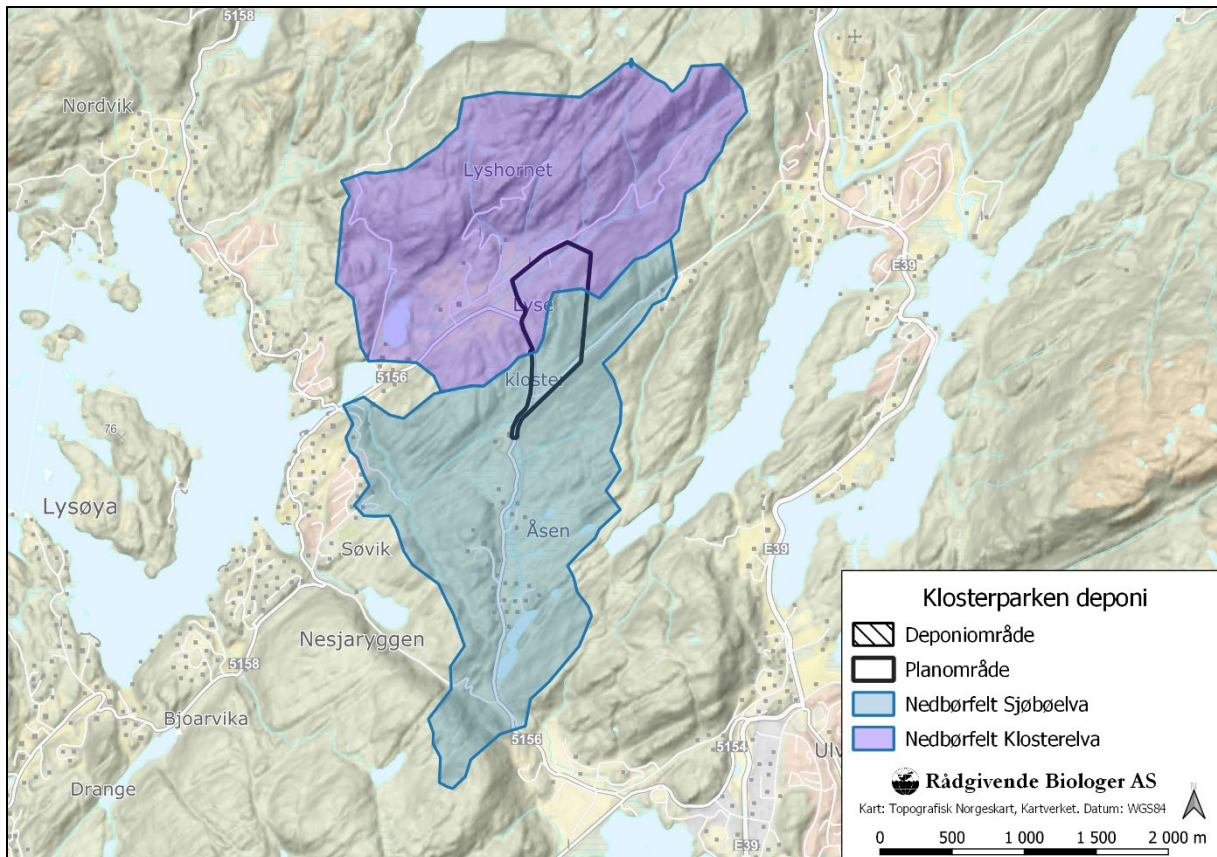 5158
Nordvik
Lyshornet
E39
Lyse
5156
kloster
76
Lysøya
Åsen
Søvik
E39
Nesjaryggen
5158
Bjoarvika
5156
5154
Ulv
Drange
E39
Klosterparken deponi
Deponiområde
Planområde
Nedbørfelt Sjøbøelva
Nedbørfelt Klosterelva
Rådgivende Biologer AS
N
Kart: Topografisk Norgeskart, Kartverket. Datum: WGS84
0 500 1 000 1 500 2 000 m